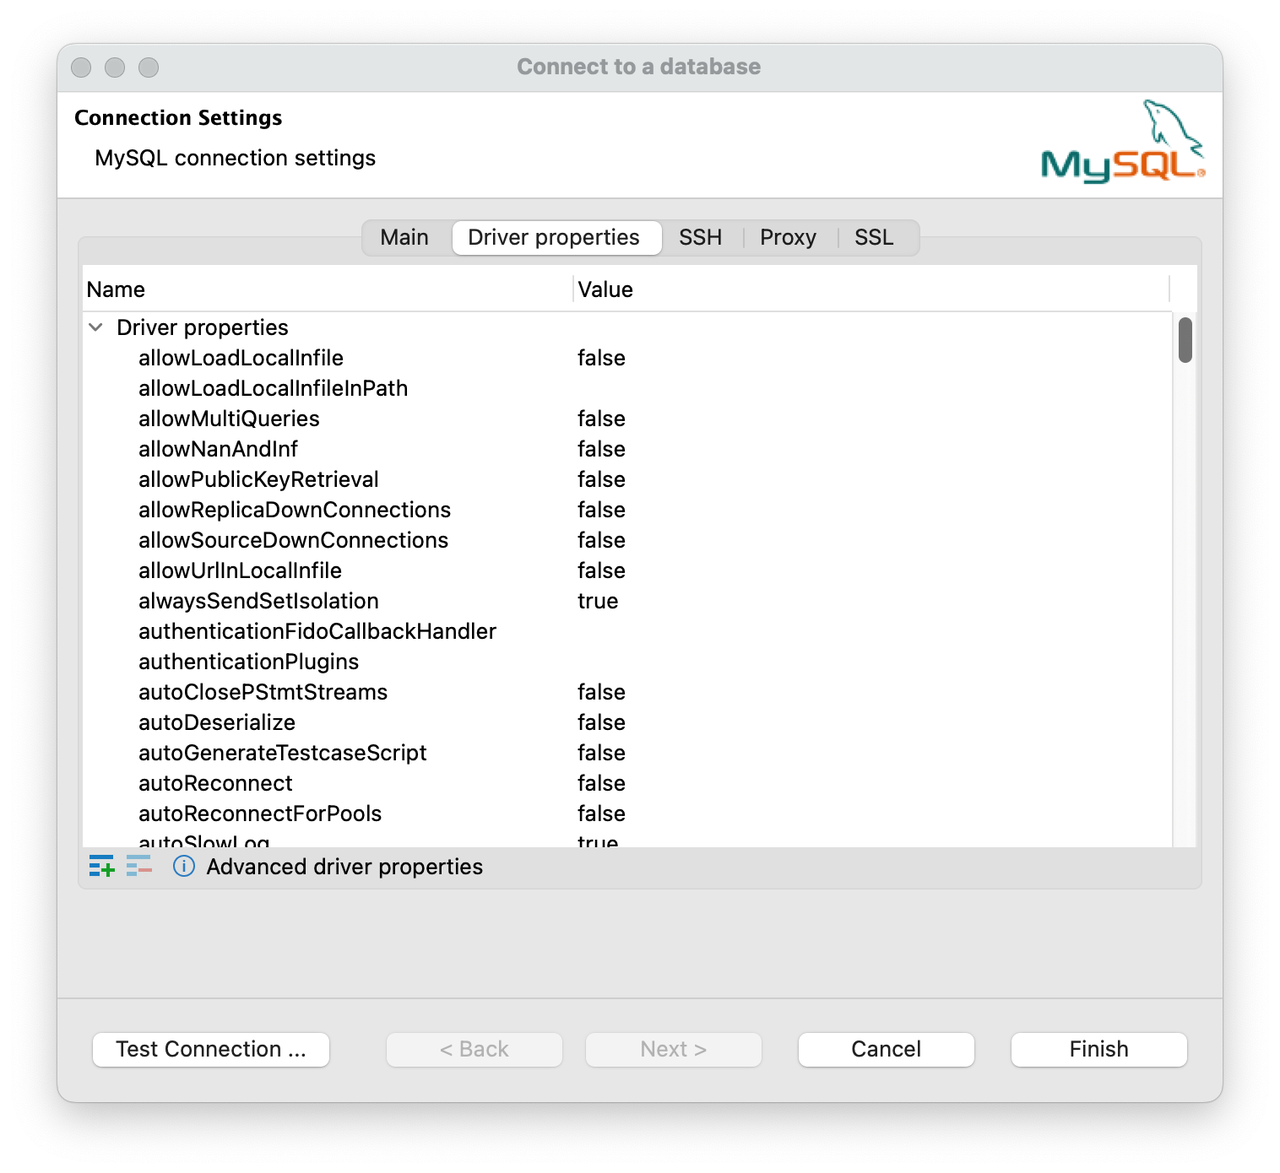 Connect to a database
Connection Settings
MySQL connection settings
MySQL®
Main Driver properties SSH Proxy SSL
Name Value
Driver properties
allowLoadLocalInfile false
allowLoadLocalInfileInPath
allowMultiQueries false
allowNanAndInf false
allowPublicKeyRetrieval false
allowReplicaDownConnections false
allowSourceDownConnections false
allowUrlInLocalInfile false
alwaysSendSetIsolation true
authenticationFidoCallbackHandler
authenticationPlugins
autoClosePStmtStreams false
autoDeserialize false
autoGenerateTestcaseScript false
autoReconnect false
autoReconnectForPools false
autoSlowLog true
Advanced driver properties
Test Connection ... < Back Next > Cancel Finish